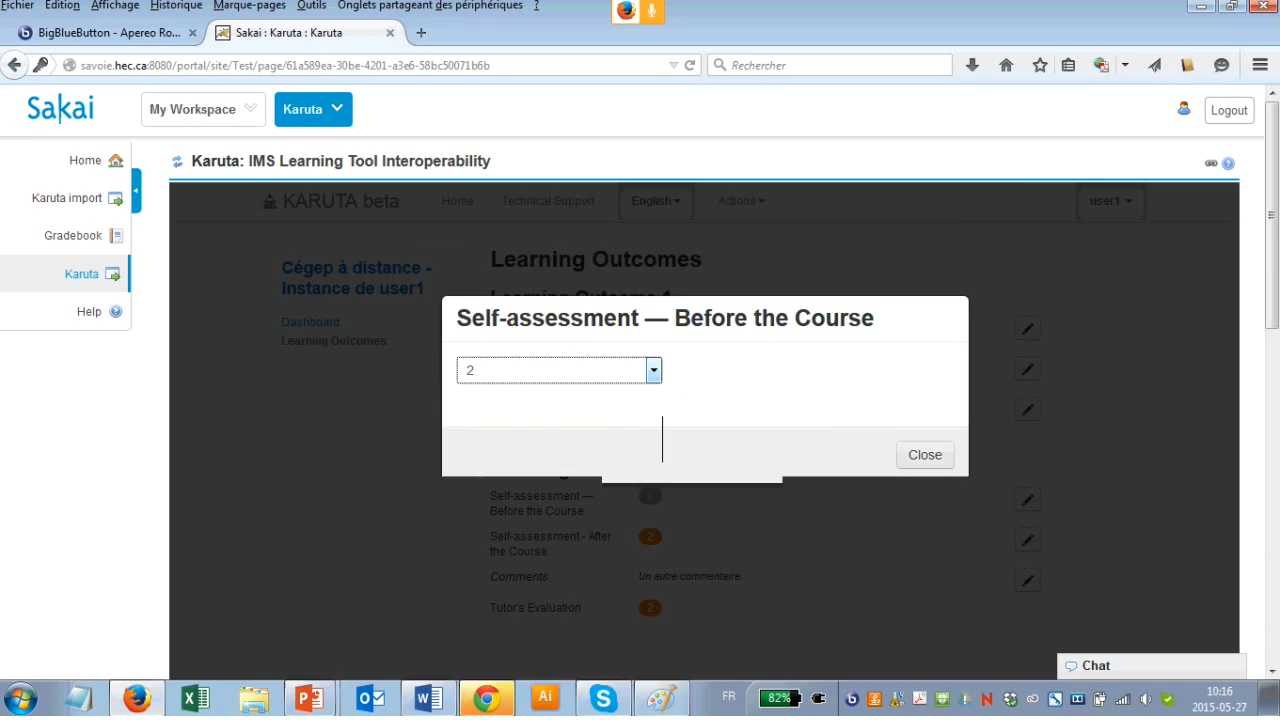 Fichier Edition Affichage Historique Marque-pages Outils Onglets partageant des périphériques ?
BigBlueButton - Apereo Ro... × Sakai : Karuta : Karuta × +
savoie.hec.ca:8080/portal/site/Test/page/61a589ea-30be-4201-a3e6-58bc50071b6b
Rechercher
Sakai
My Workspace
Karuta
Logout
Home
Karuta import
Gradebook
Karuta
Help
Karuta: IMS Learning Tool Interoperability
KARUTA beta Home Technical Support English Actions user1
Cégep à distance -
Instance de user1
Dashboard
Learning Outcomes
Learning Outcomes
Self-assessment — Before the Course
2
Close
Self-assessment —
Before the Course
Self-assessment - After
the Course
2
Comments
Un autre commentaire...
Tutor's Evaluation
2
Chat
FR
82%
10:16
2015-05-27